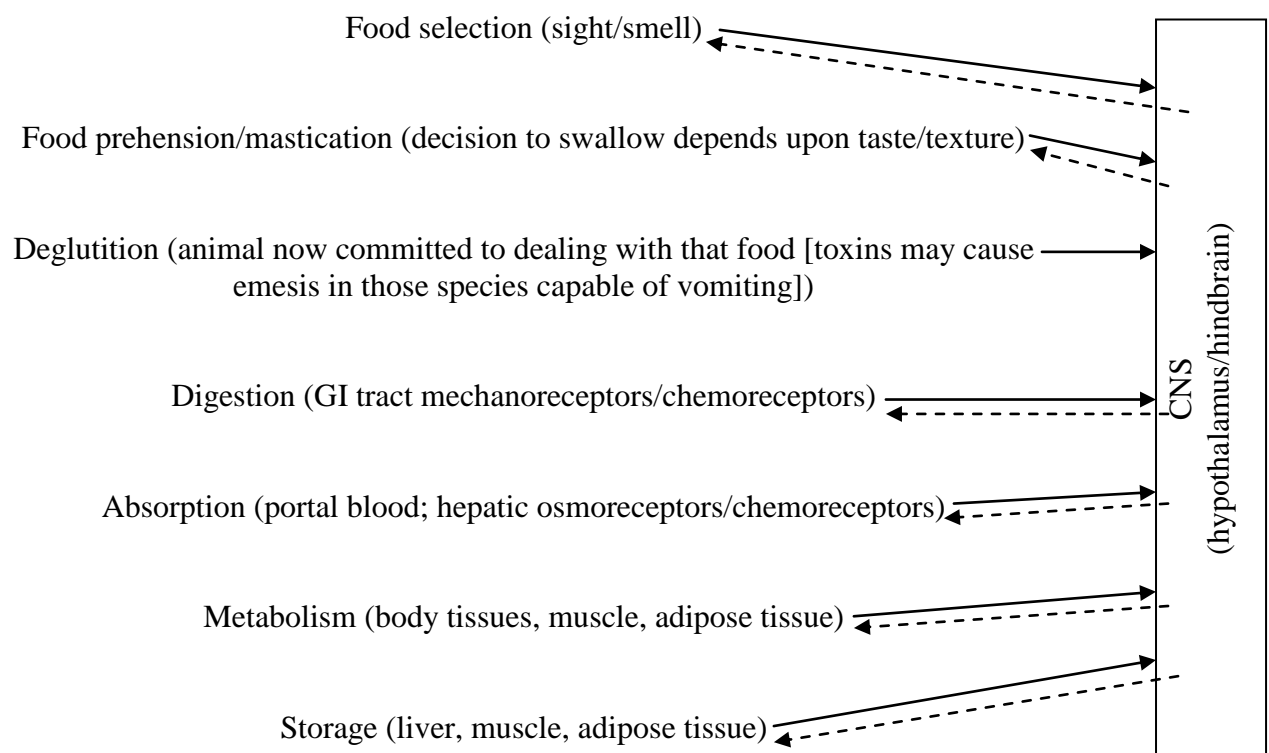 Food selection (sight/smell)
Food prehension/mastication (decision to swallow depends upon taste/texture)
Deglutition (animal now committed to dealing with that food [toxins may cause
emesis in those species capable of vomiting])
Digestion (GI tract mechanoreceptors/chemoreceptors)
Absorption (portal blood; hepatic osmoreceptors/chemoreceptors)
Metabolism (body tissues, muscle, adipose tissue)
Storage (liver, muscle, adipose tissue)
CNS
(hypothalamus/hindbrain)